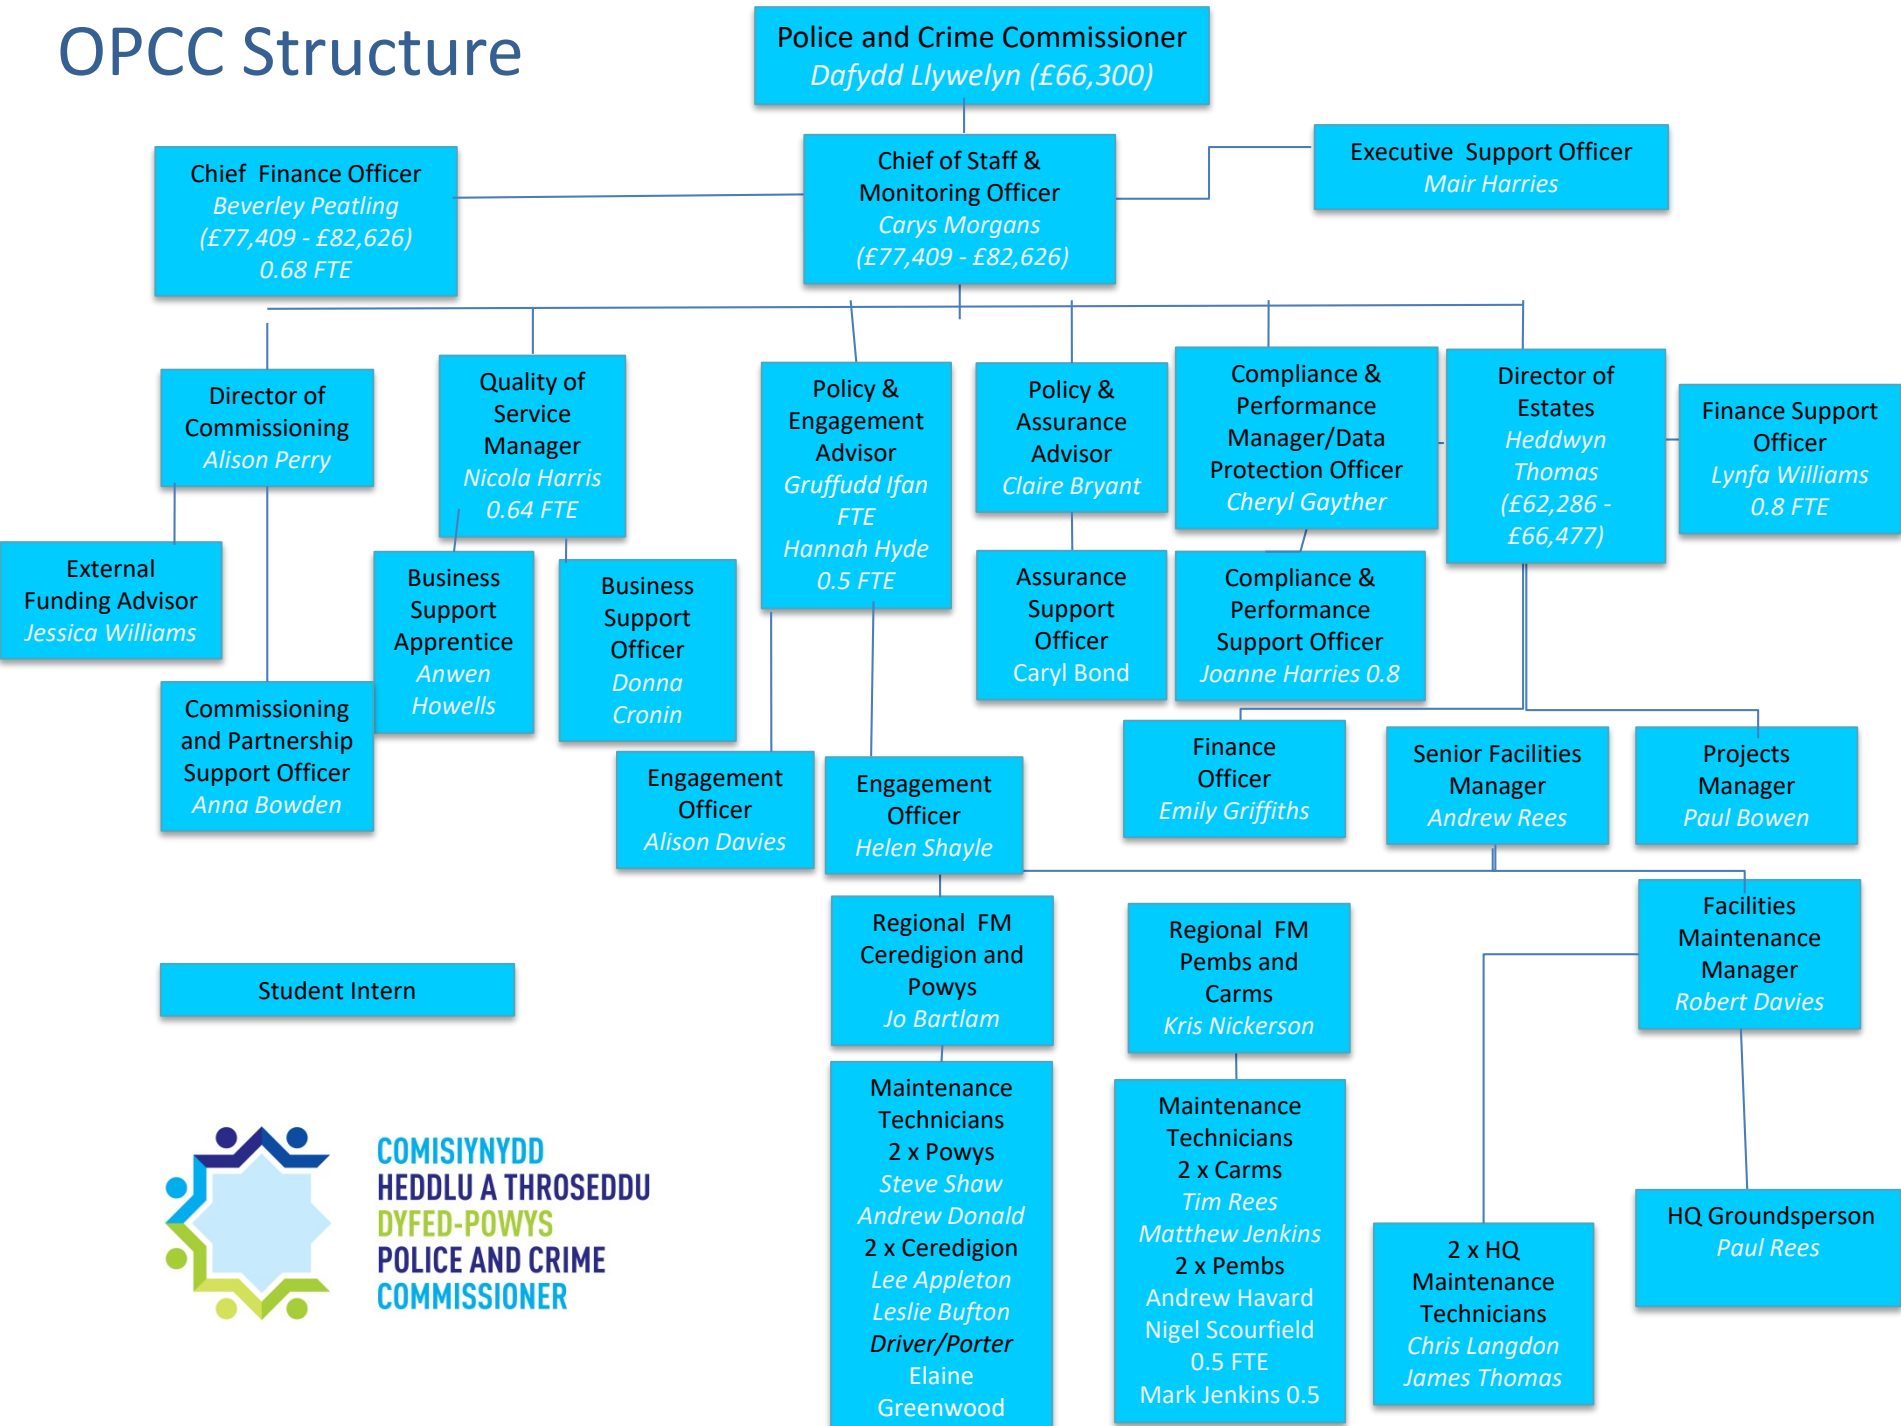 OPCC Structure
Police and Crime Commissioner
Dafydd Llywelyn (£66,300)
Chief  Finance Officer
Beverley Peatling
(£77,409 - £82,626)
0.68 FTE
Chief of Staff &
Monitoring Officer
Carys Morgans
(£77,409 - £82,626)
Executive  Support Officer
Mair Harries
Director of
Commissioning
Alison Perry
Quality of
Service
Manager
Nicola Harris
0.64 FTE
Policy &
Engagement
Advisor
Gruffudd Ifan
FTE
Hannah Hyde
0.5 FTE
Policy &
Assurance
Advisor
Claire Bryant
Compliance &
Performance
Manager/Data
Protection Officer
Cheryl Gayther
Director of
Estates
Heddwyn
Thomas
(£62,286 -
£66,477)
Finance Support
Officer
Lynfa Williams
0.8 FTE
External
Funding Advisor
Jessica Williams
Commissioning
and Partnership
Support Officer
Anna Bowden
Business
Support
Apprentice
Anwen
Howells
Business
Support
Officer
Donna
Cronin
Engagement
Officer
Alison Davies
Engagement
Officer
Helen Shayle
Assurance
Support
Officer
Caryl Bond
Compliance &
Performance
Support Officer
Joanne Harries 0.8
Finance
Officer
Emily Griffiths
Senior Facilities
Manager
Andrew Rees
Projects
Manager
Paul Bowen
Regional  FM
Ceredigion and
Powys
Jo Bartlam
Regional  FM
Pembs and
Carms
Kris Nickerson
Facilities
Maintenance
Manager
Robert Davies
Student Intern
Maintenance
Technicians
2 x Powys
Steve Shaw
Andrew Donald
2 x Ceredigion
Lee Appleton
Leslie Bufton
Driver/Porter
Elaine
Greenwood
Maintenance
Technicians
2 x Carms
Tim Rees
Matthew Jenkins
2 x Pembs
Andrew Havard
Nigel Scourfield
0.5 FTE
Mark Jenkins 0.5
2 x HQ
Maintenance
Technicians
Chris Langdon
James Thomas
HQ Groundsperson
Paul Rees
COMISIYNYDD
HEDDLU A THROSEDDU
DYFED-POWYS
POLICE AND CRIME
COMMISSIONER